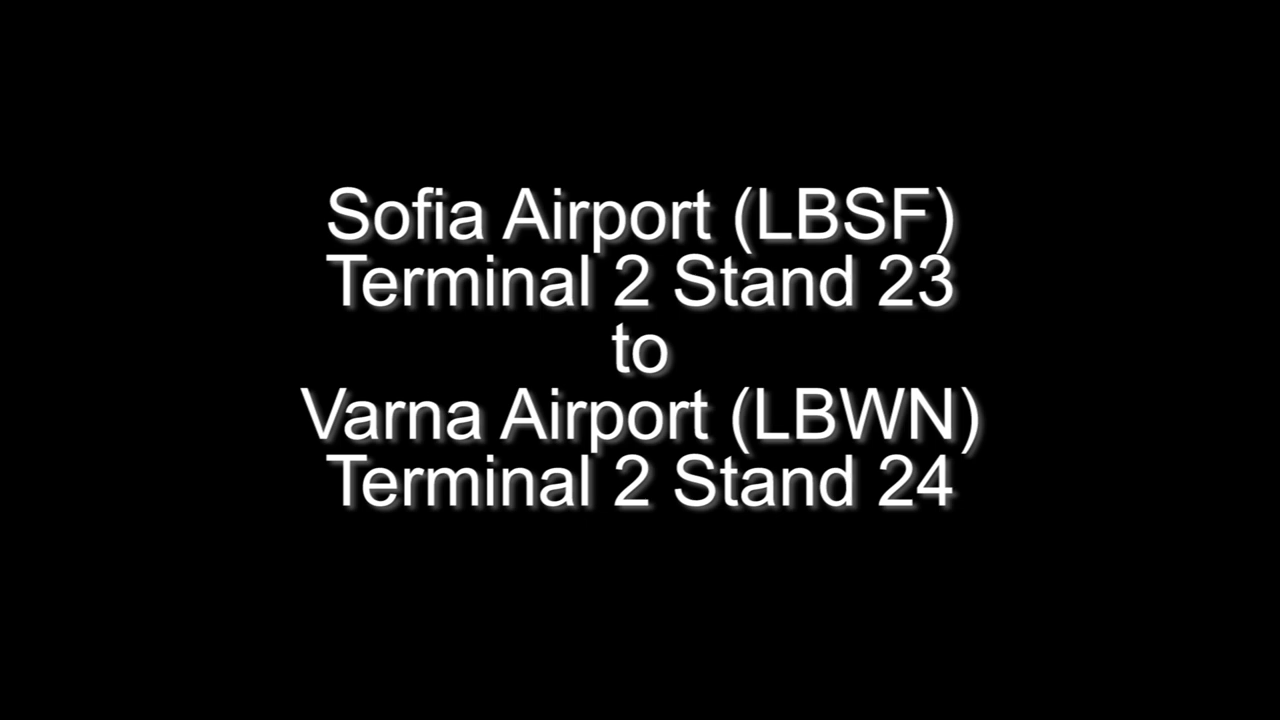 Sofia Airport (LBSF)
Terminal 2 Stand 23
to
Varna Airport (LBWN)
Terminal 2 Stand 24